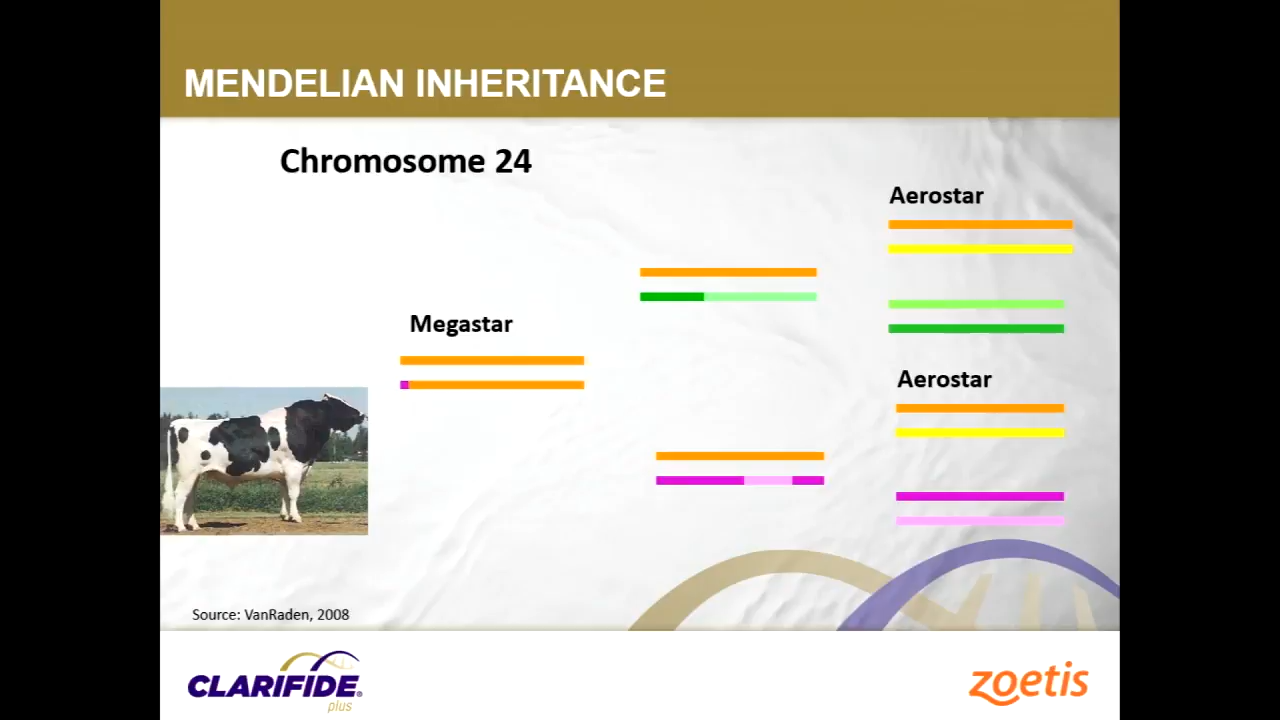 MENDELIAN INHERITANCE
Chromosome 24
Aerostar
Megastar
Aerostar
Source: VanRaden, 2008
CLARIFIDE®
plus
zoetis